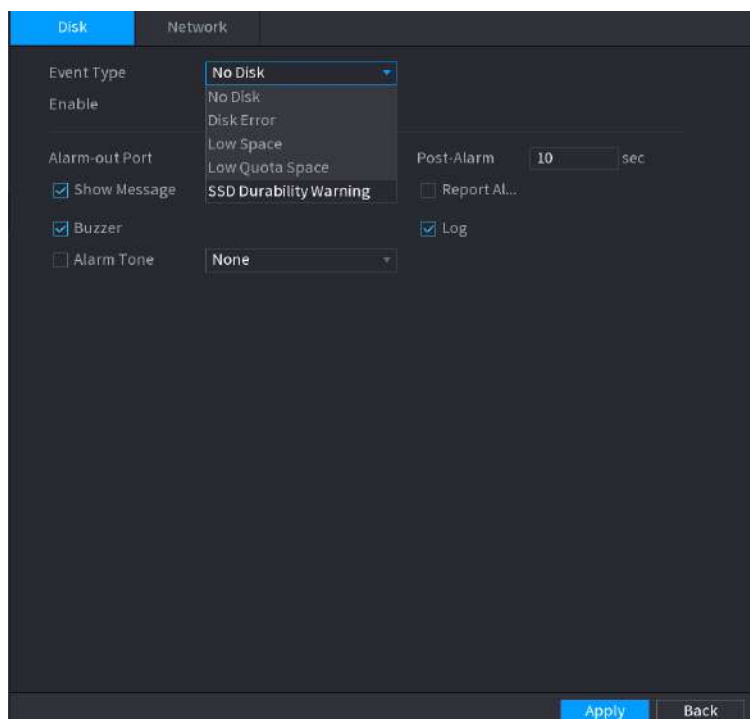 Disk Network
Event Type No Disk
No Disk
Enable
Disk Error
Low Space
Alarm-out Port Post-Alarm 10 sec
Low Quota Space
Show Message SSD Durability Warning Report Al...
Buzzer Log
Alarm Tone None
Apply Back